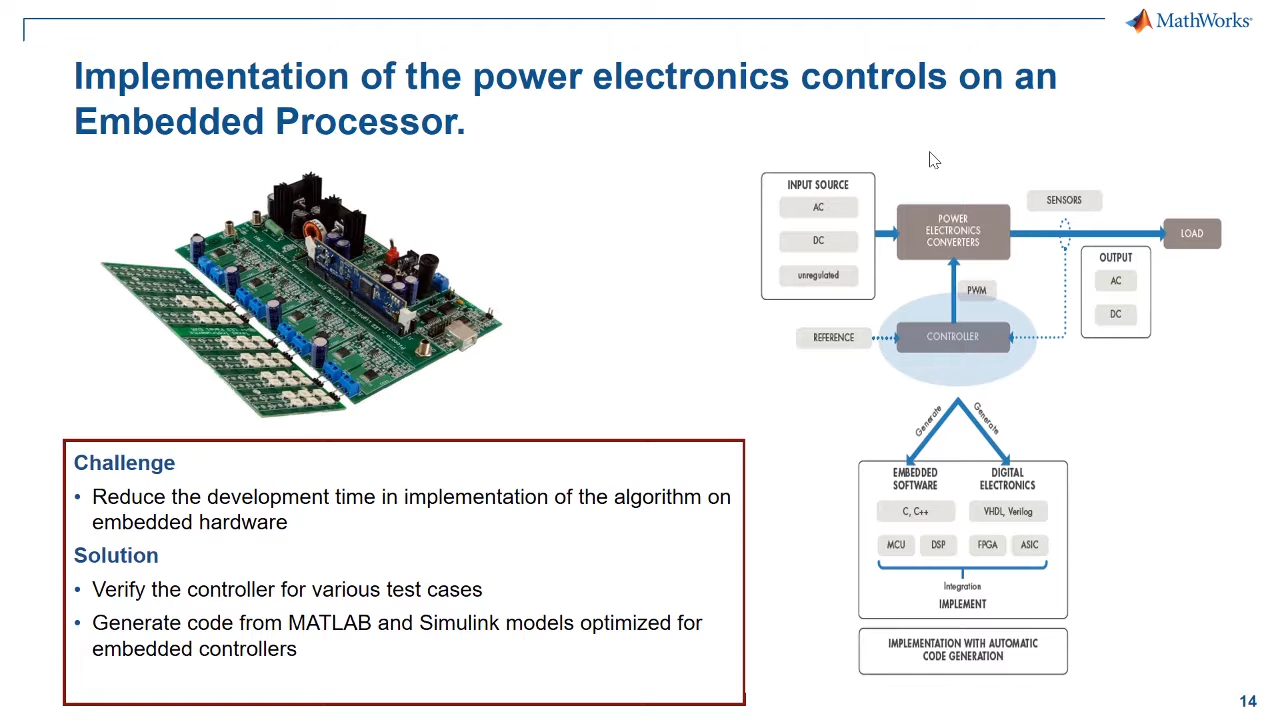 MathWorks
Implementation of the power electronics controls on an
Embedded Processor.
INPUT SOURCE
AC
DC
unregulated
POWER
ELECTRONICS
CONVERTERS
SENSORS
LOAD
OUTPUT
AC
DC
PWM
REFERENCE
CONTROLLER
Generate
Generate
EMBEDDED
SOFTWARE
DIGITAL
ELECTRONICS
C, C++
VHDL, Verilog
MCU
DSP
FPGA
ASIC
Integration
IMPLEMENT
IMPLEMENTATION WITH AUTOMATIC
CODE GENERATION
Challenge
• Reduce the development time in implementation of the algorithm on
embedded hardware
Solution
• Verify the controller for various test cases
• Generate code from MATLAB and Simulink models optimized for
embedded controllers
14